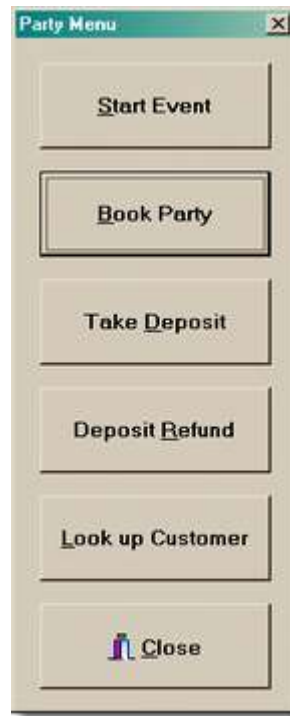 Party Menu
Start Event
Book Party
Take Deposit
Deposit Refund
Look up Customer
Close